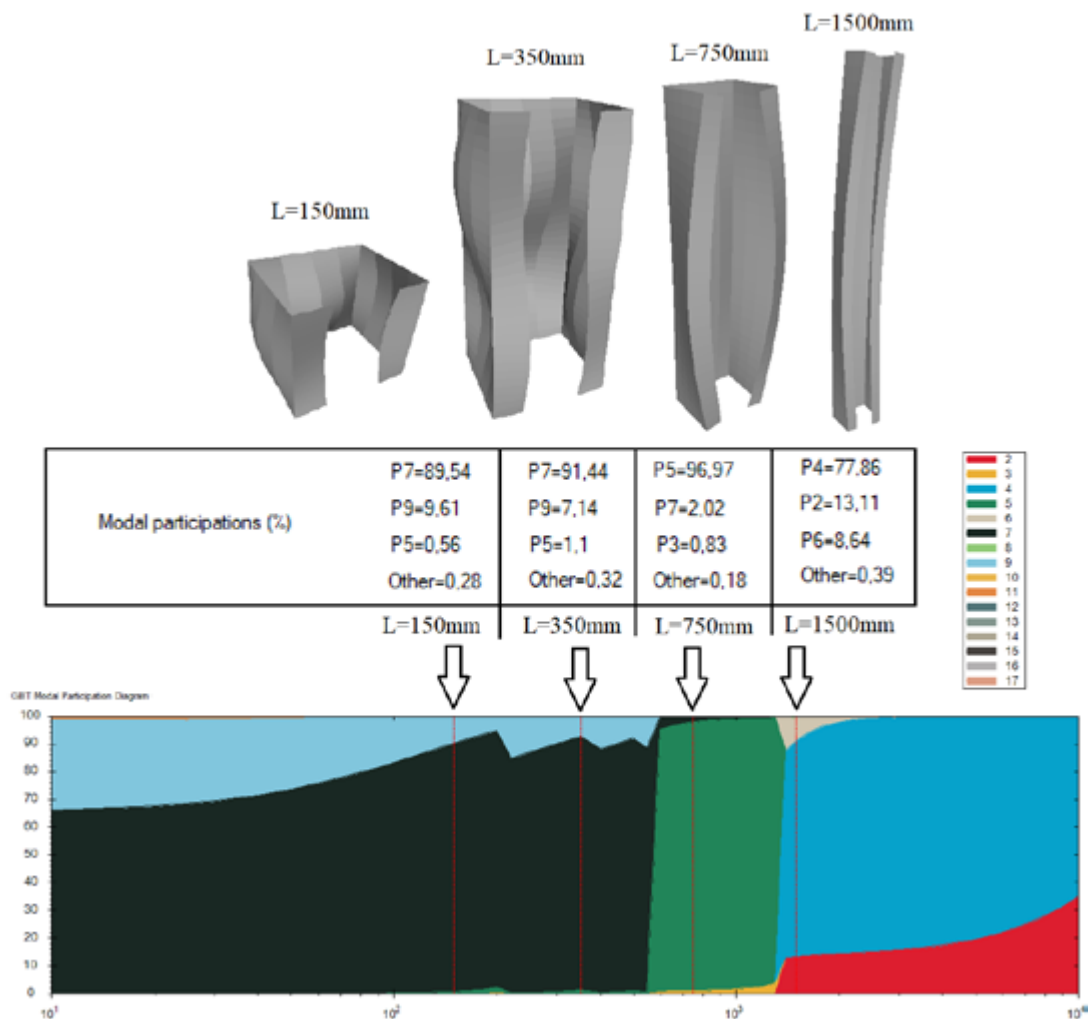 L=1500mm
L=350mm
L=750mm
L=150mm
Modal participations (%)
P7=89,54
P9=9,61
P5=0,56
Other=0,28
P7=91,44
P9=7,14
P5=1,1
Other=0,32
P5=96,97
P7=2,02
P3=0,83
Other=0,18
P4=77,86
P2=13,11
P6=8,64
Other=0,39
2
3
4
5
6
7
8
9
10
11
12
13
14
15
16
17
L=150mm
L=350mm
L=750mm
L=1500mm
GBT Modal Participation Diagram
100
90
80
70
60
50
40
30
20
10
0
10¹
10²
10³